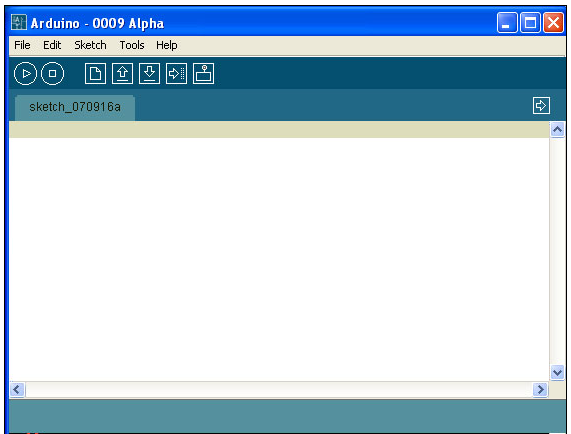 Arduino - 0009 Alpha
File Edit Sketch Tools Help
sketch_070916a